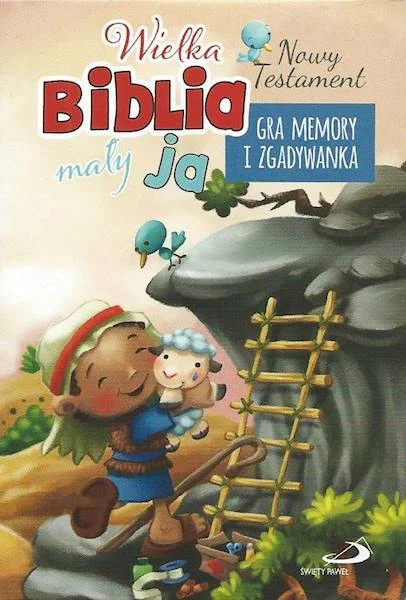 Wielka
Biblia
mały ja
Nowy
Testament
GRA MEMORY
I ZGADYWANKA
ŚWIĘTY PAWEŁ